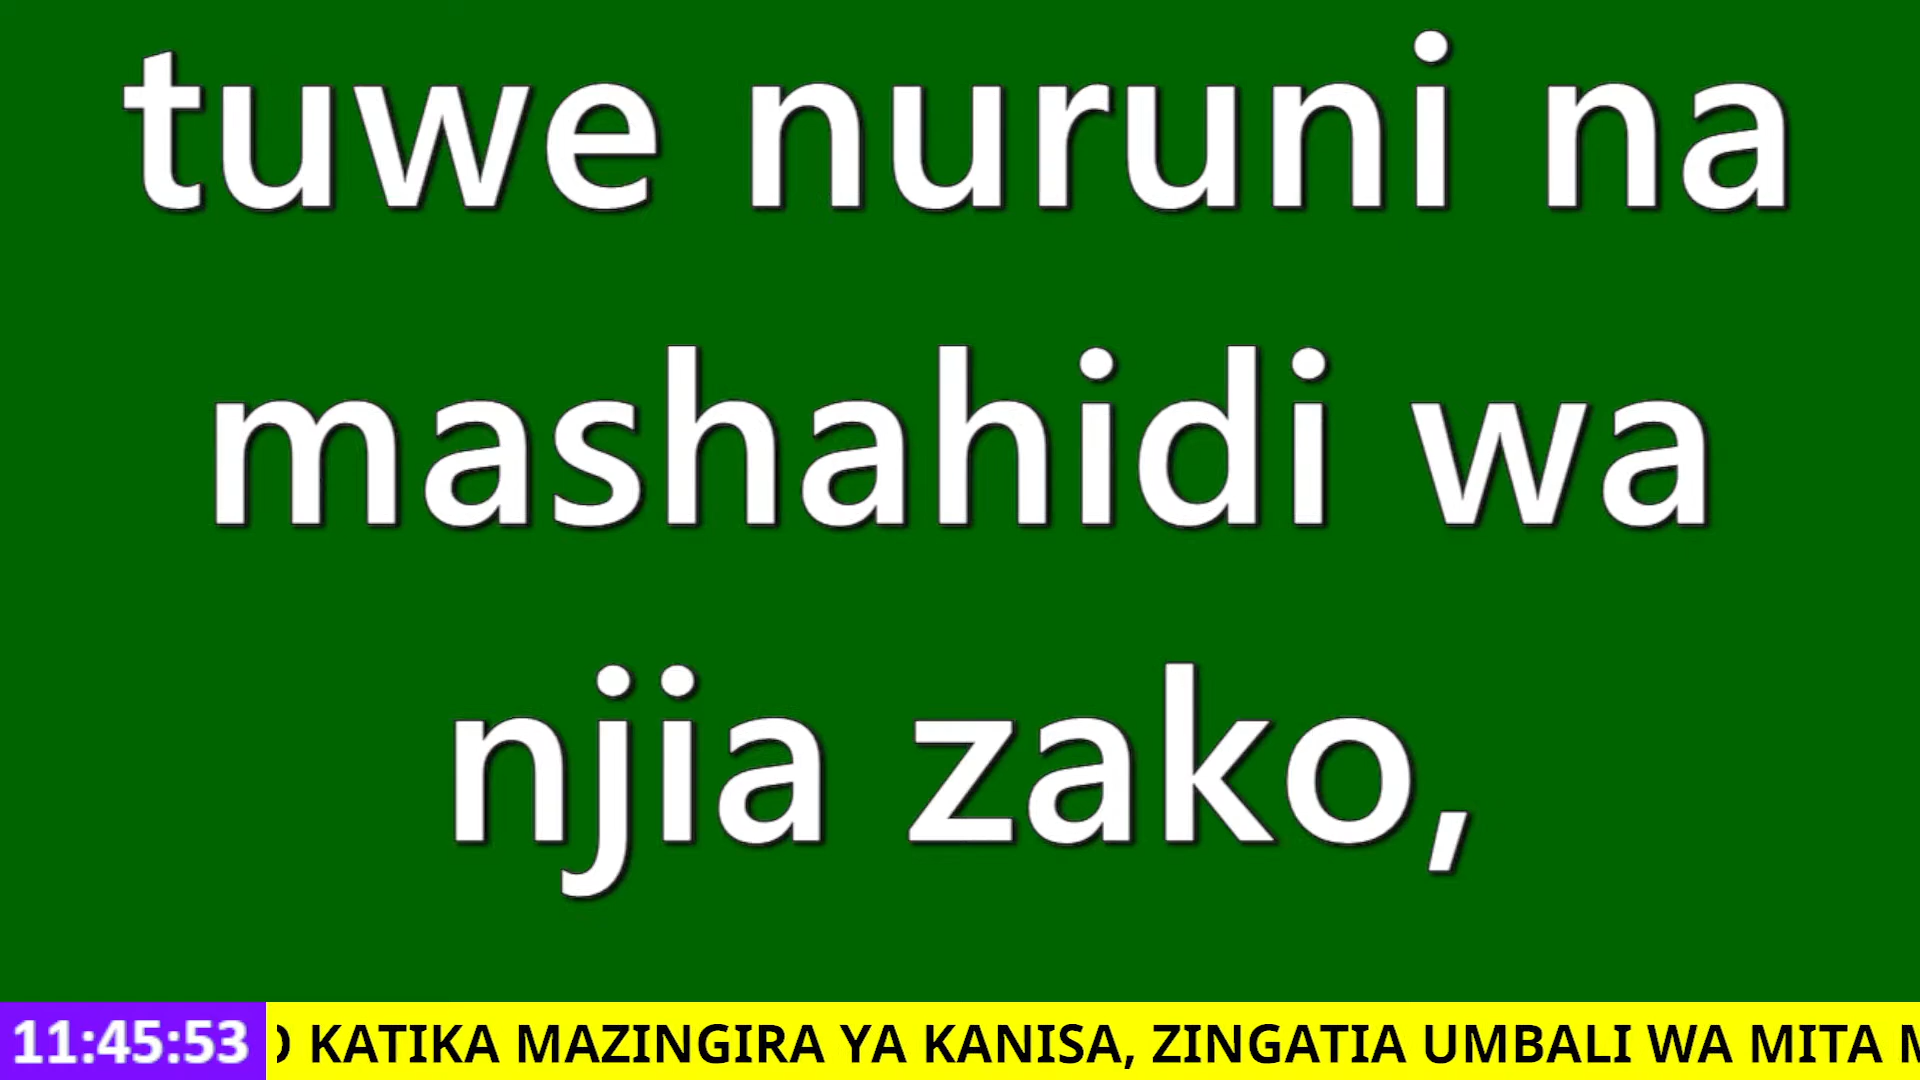 tuwe nuruni na
mashahidi wa
njia zako,
11:45:53
KATIKA MAZINGIRA YA KANISA, ZINGATIA UMBALI WA MITA